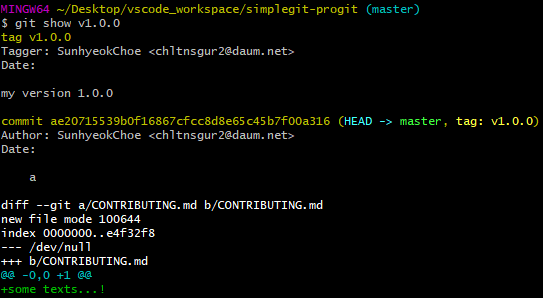 MINGW64 ~/Desktop/vscode_workspace/simplegit-progit (master)
$ git show v1.0.0
tag v1.0.0
Tagger: SunhyeokChoe <chltnsgur2@daum.net>
Date:
my version 1.0.0
commit ae20715539b0f16867cfcc8d8e65c45b7f00a316 (HEAD -> master, tag: v1.0.0)
Author: SunhyeokChoe <chltnsgur2@daum.net>
Date:
a
diff --git a/CONTRIBUTING.md b/CONTRIBUTING.md
new file mode 100644
index 0000000..e4f32f8
--- /dev/null
+++ b/CONTRIBUTING.md
@@ -0,0 +1 @@
+some texts...!